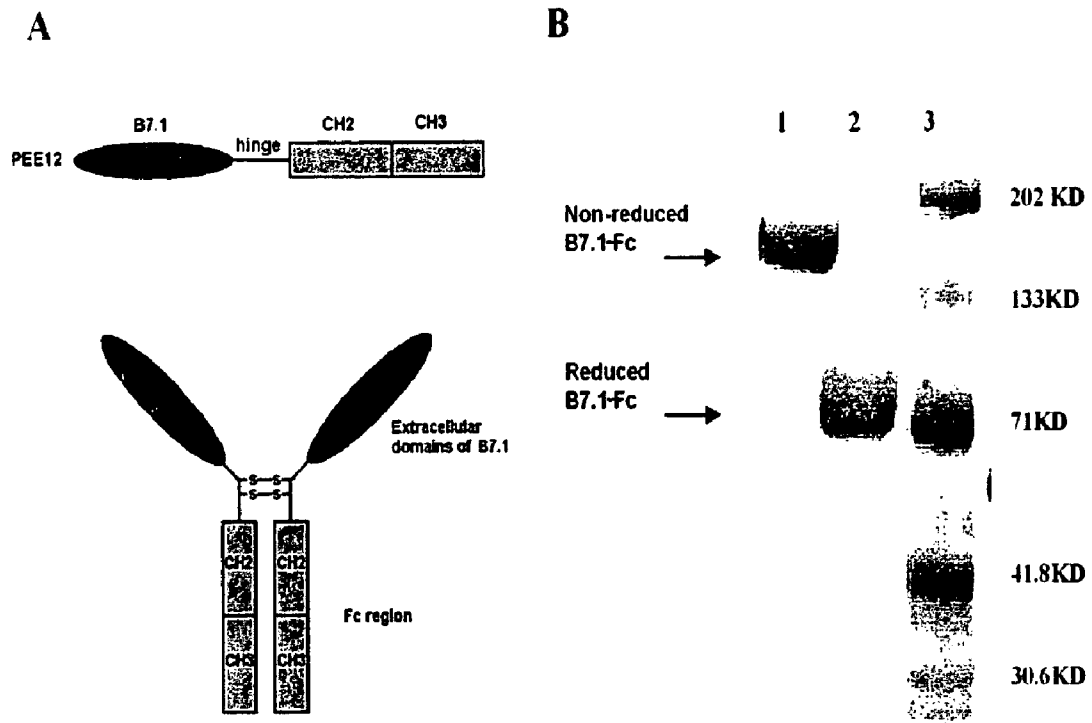 A
B
B7.1
hinge
CH2
CH3
PEE12
1
2
3
Non-reduced
B7.1-Fc
202 KD
133KD
Reduced
B7.1-Fc
71KD
41.8KD
30.6KD
Extracellular
domains of B7.1
S S
S S
CH2
CH2
Fc region
CH3
CH3